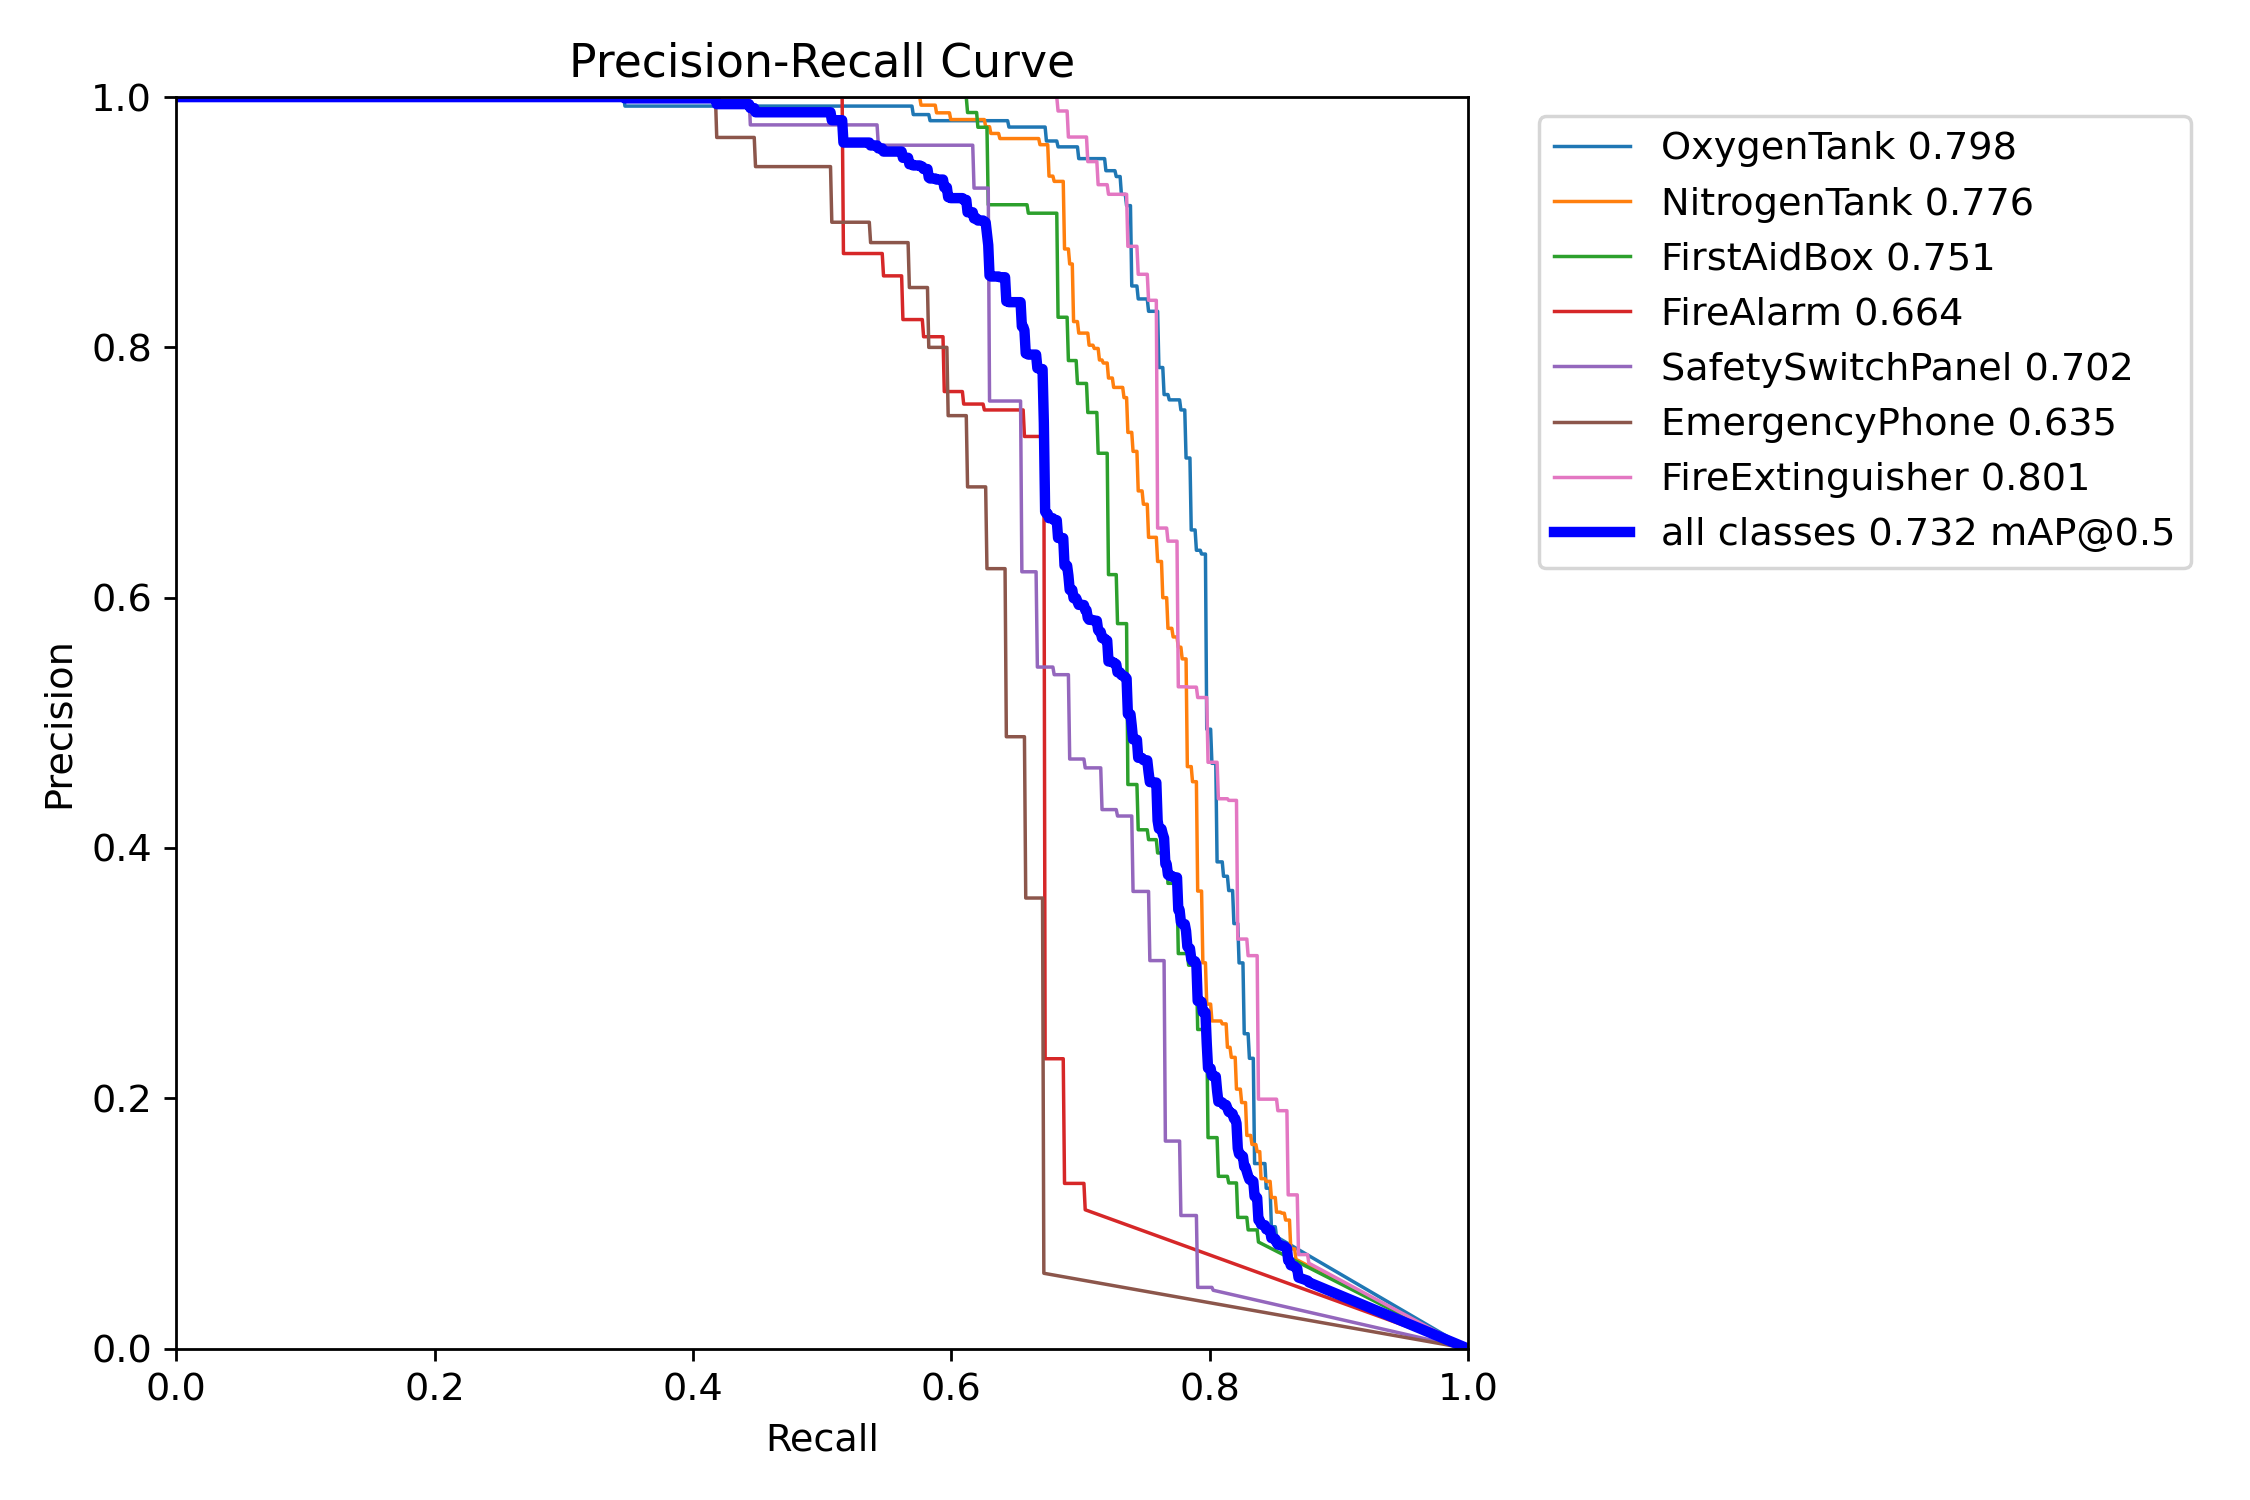 Precision-Recall Curve
1.0
0.8
0.6
0.4
0.2
0.0
Precision
0.0 0.2 0.4 0.6 0.8 1.0
Recall
OxygenTank 0.798
NitrogenTank 0.776
FirstAidBox 0.751
FireAlarm 0.664
SafetySwitchPanel 0.702
EmergencyPhone 0.635
FireExtinguisher 0.801
all classes 0.732 mAP@0.5